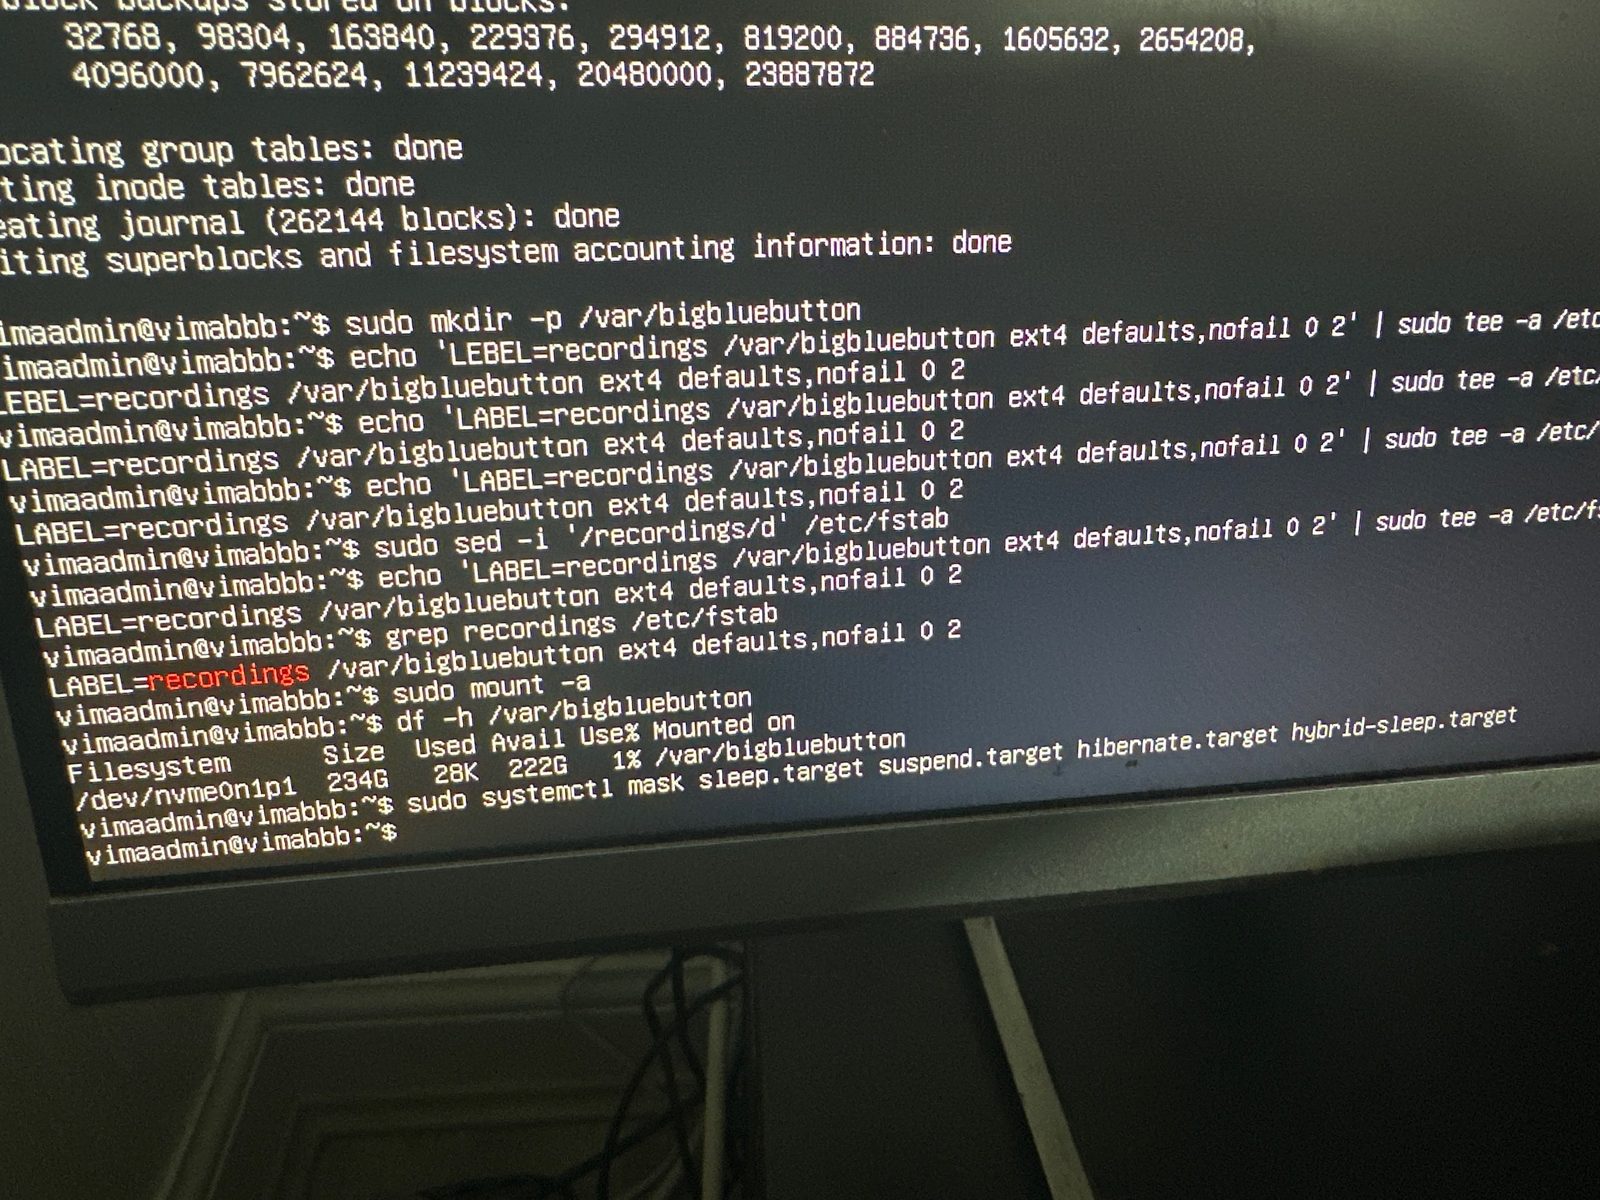 block backups stored on blocks:
32768, 98304, 163840, 229376, 294912, 819200, 884736, 1605632, 2654208,
4096000, 7962624, 11239424, 20480000, 23887872
ocating group tables: done
ting inode tables: done
eating journal (262144 blocks): done
iting superblocks and filesystem accounting information: done
imaadmin@vimabbb:~$ sudo mkdir -p /var/bigbluebutton
imaadmin@vimabbb:~$ echo 'LEBEL=recordings /var/bigbluebutton ext4 defaults,nofail 0 2' | sudo tee -a /etc
LEBEL=recordings /var/bigbluebutton ext4 defaults,nofail 0 2
vimaadmin@vimabbb:~$ echo 'LABEL=recordings /var/bigbluebutton ext4 defaults,nofail 0 2' | sudo tee -a /etc/
LABEL=recordings /var/bigbluebutton ext4 defaults,nofail 0 2
vimaadmin@vimabbb:~$ echo 'LABEL=recordings /var/bigbluebutton ext4 defaults,nofail 0 2' | sudo tee -a /etc/
LABEL=recordings /var/bigbluebutton ext4 defaults,nofail 0 2
vimaadmin@vimabbb:~$ sudo sed -i '/recordings/d' /etc/fstab
vimaadmin@vimabbb:~$ echo 'LABEL=recordings /var/bigbluebutton ext4 defaults,nofail 0 2' | sudo tee -a /etc/fs
LABEL=recordings /var/bigbluebutton ext4 defaults,nofail 0 2
vimaadmin@vimabbb:~$ grep recordings /etc/fstab
LABEL=recordings /var/bigbluebutton ext4 defaults,nofail 0 2
vimaadmin@vimabbb:~$ sudo mount -a
vimaadmin@vimabbb:~$ df -h /var/bigbluebutton
Filesystem Size Used Avail Use% Mounted on
/dev/nvme0n1p1 234G 28K 222G 1% /var/bigbluebutton
vimaadmin@vimabbb:~$ sudo systemctl mask sleep.target suspend.target hibernate.target hybrid-sleep.target
vimaadmin@vimabbb:~$